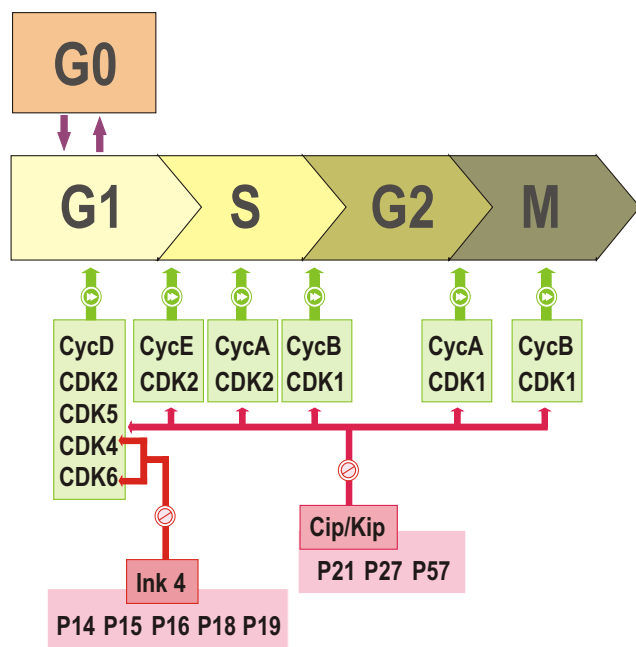 G0
G1 S G2 M
CycD
CDK2
CDK5
CDK4
CDK6
CycE
CDK2
CycA
CDK2
CycB
CDK1
CycA
CDK1
CycB
CDK1
Cip/Kip
P21 P27 P57
Ink 4
P14 P15 P16 P18 P19